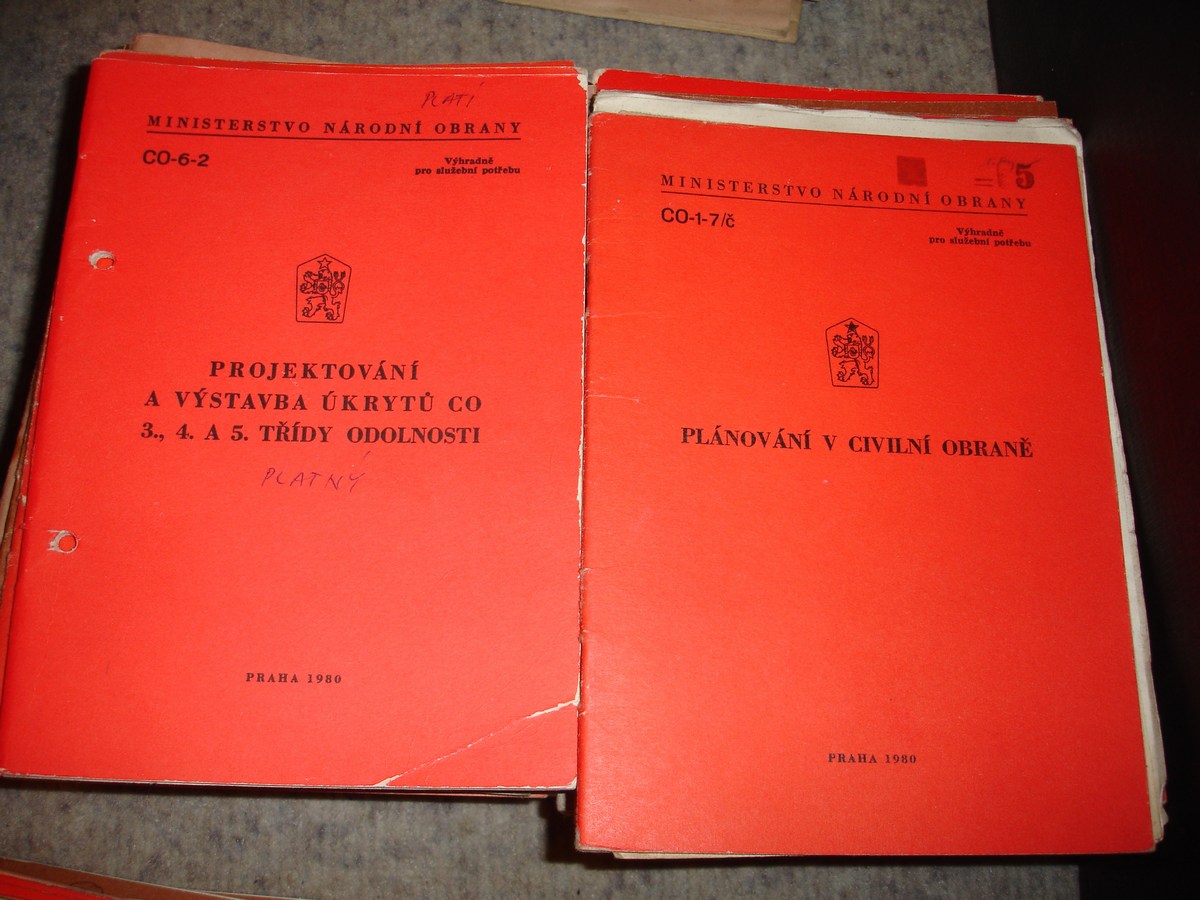 PLATÍ
MINISTERSTVO NÁRODNÍ OBRANY
CO-6-2
Výhradně
pro služební potřebu
PROJEKTOVÁNÍ
A VÝSTAVBA ÚKRYTŮ CO
3., 4. A 5. TŘÍDY ODOLNOSTI
PLATNÝ
PRAHA 1980
5
MINISTERSTVO NÁRODNÍ OBRANY
CO-1-7/č
Výhradně
pro služební potřebu
PLÁNOVÁNÍ V CIVILNÍ OBRANĚ
PRAHA 1980